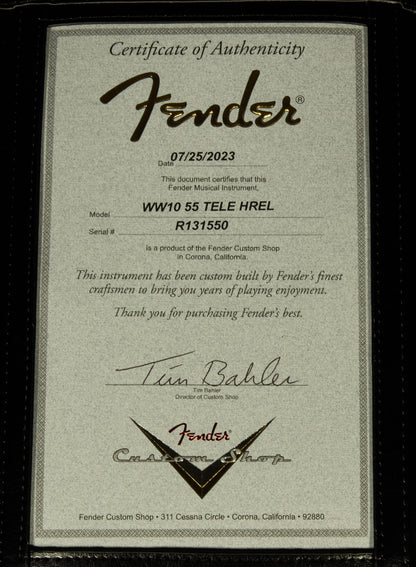 Certificate of Authenticity
Fender®
Date 07/25/2023
This document certifies that this
Fender Musical Instrument,
Model WW10 55 TELE HREL
Serial # R131550
is a product of the Fender Custom Shop
in Corona, California.
This instrument has been custom built by Fender's finest
craftsmen to bring you years of playing enjoyment.
Thank you for purchasing Fender's best.
Tim Bahler
Tim Bahler
Director of Custom Shop
Fender
Custom Shop
Fender Custom Shop • 311 Cessna Circle • Corona, California • 92880